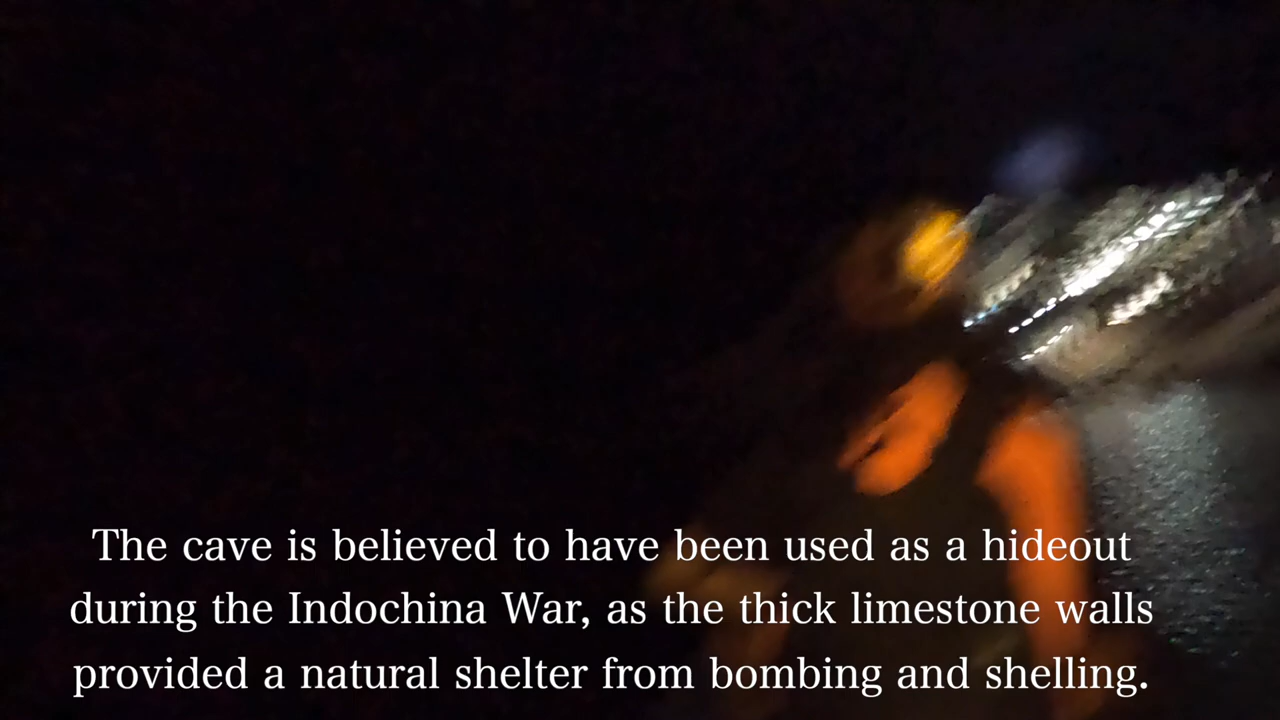 The cave is believed to have been used as a hideout
during the Indochina War, as the thick limestone walls
provided a natural shelter from bombing and shelling.